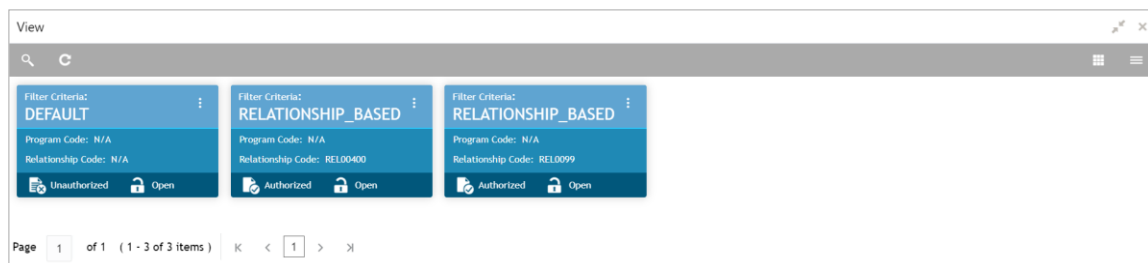 View
Filter Criteria:
DEFAULT
Program Code: N/A
Relationship Code: N/A
Unauthorized Open
Filter Criteria:
RELATIONSHIP_BASED
Program Code: N/A
Relationship Code: REL00400
Authorized Open
Filter Criteria:
RELATIONSHIP_BASED
Program Code: N/A
Relationship Code: REL0099
Authorized Open
Page 1 of 1 ( 1 - 3 of 3 items ) 1